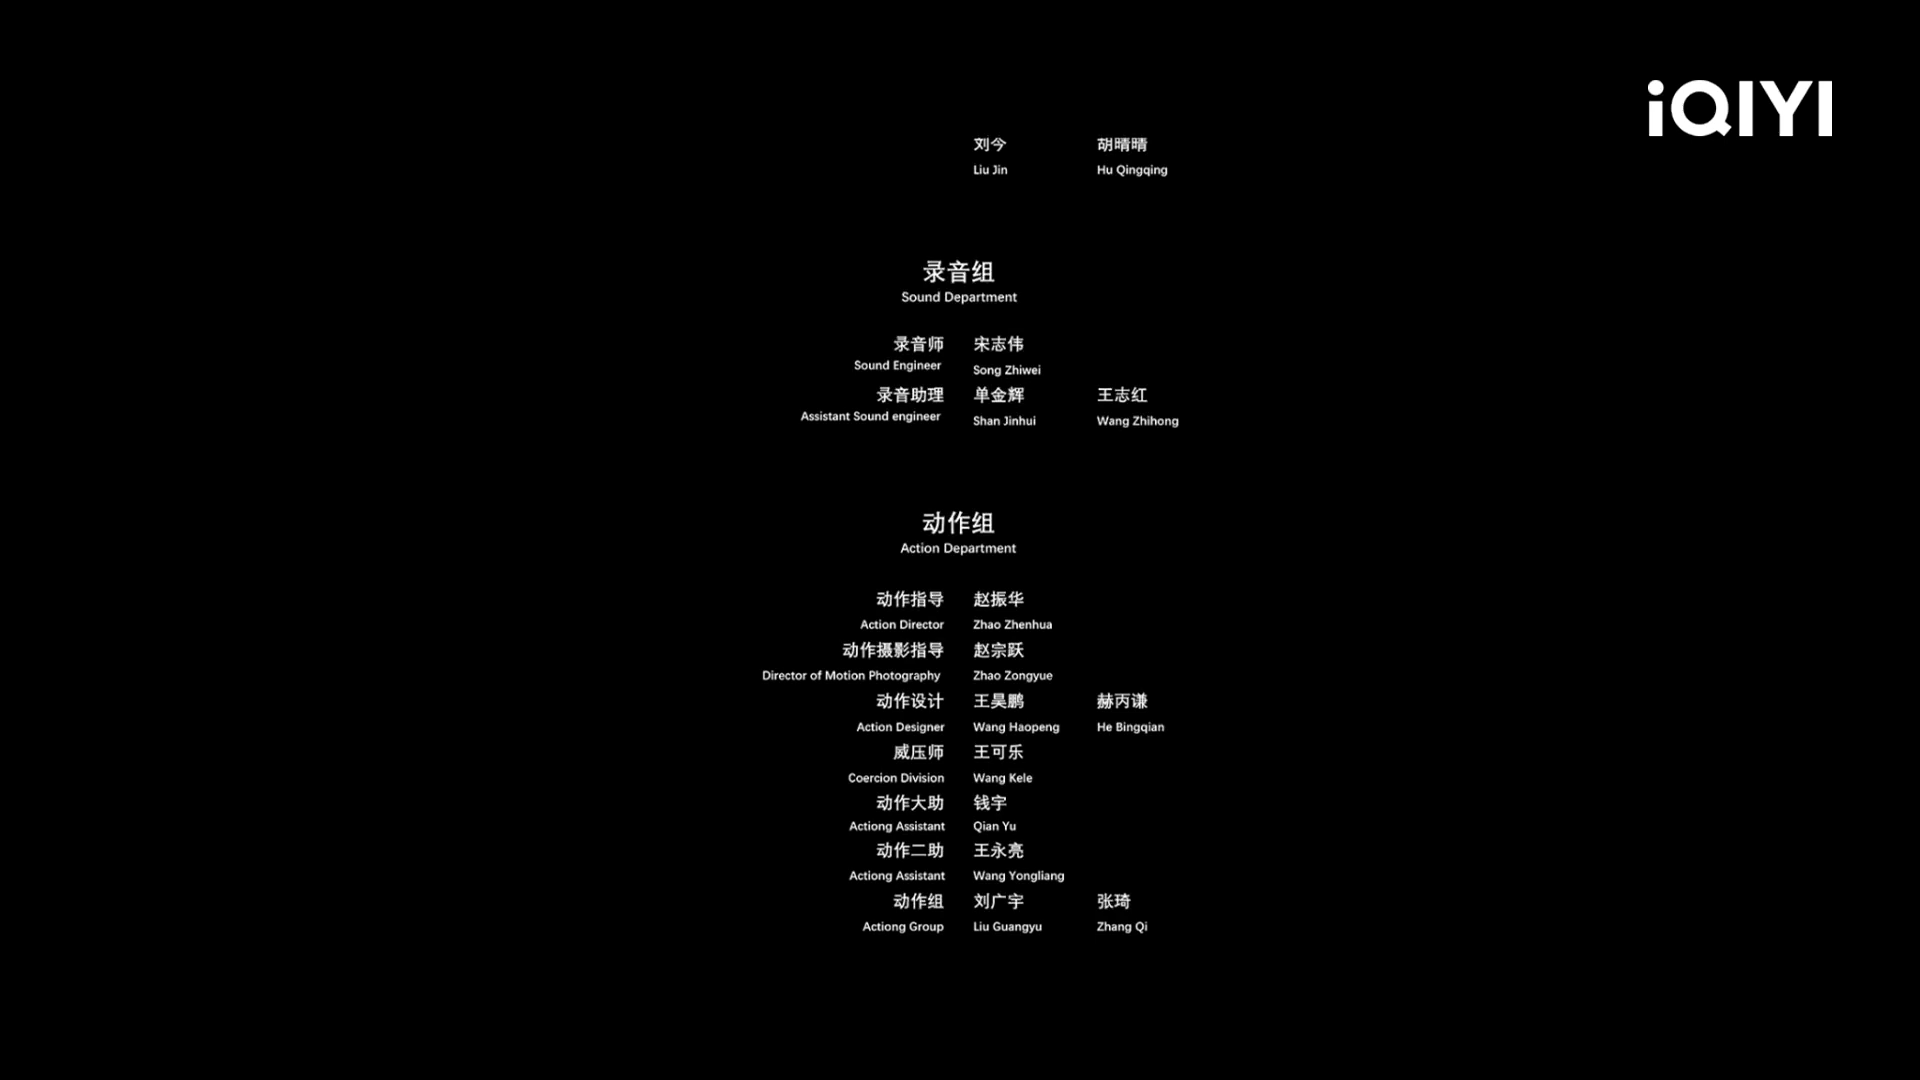 iQIYI
刘今 胡晴晴
Liu Jin Hu Qingqing
录音组
Sound Department
录音师 宋志伟
Sound Engineer Song Zhiwei
录音助理 单金辉 王志红
Assistant Sound engineer Shan Jinhui Wang Zhihong
动作组
Action Department
动作指导 赵振华
Action Director Zhao Zhenhua
动作摄影指导 赵宗跃
Director of Motion Photography Zhao Zongyue
动作设计 王昊鹏 赫丙谦
Action Designer Wang Haopeng He Bingqian
威压师 王可乐
Coercion Division Wang Kele
动作大助 钱宇
Actiong Assistant Qian Yu
动作二助 王永亮
Actiong Assistant Wang Yongliang
动作组 刘广宇 张琦
Actiong Group Liu Guangyu Zhang Qi